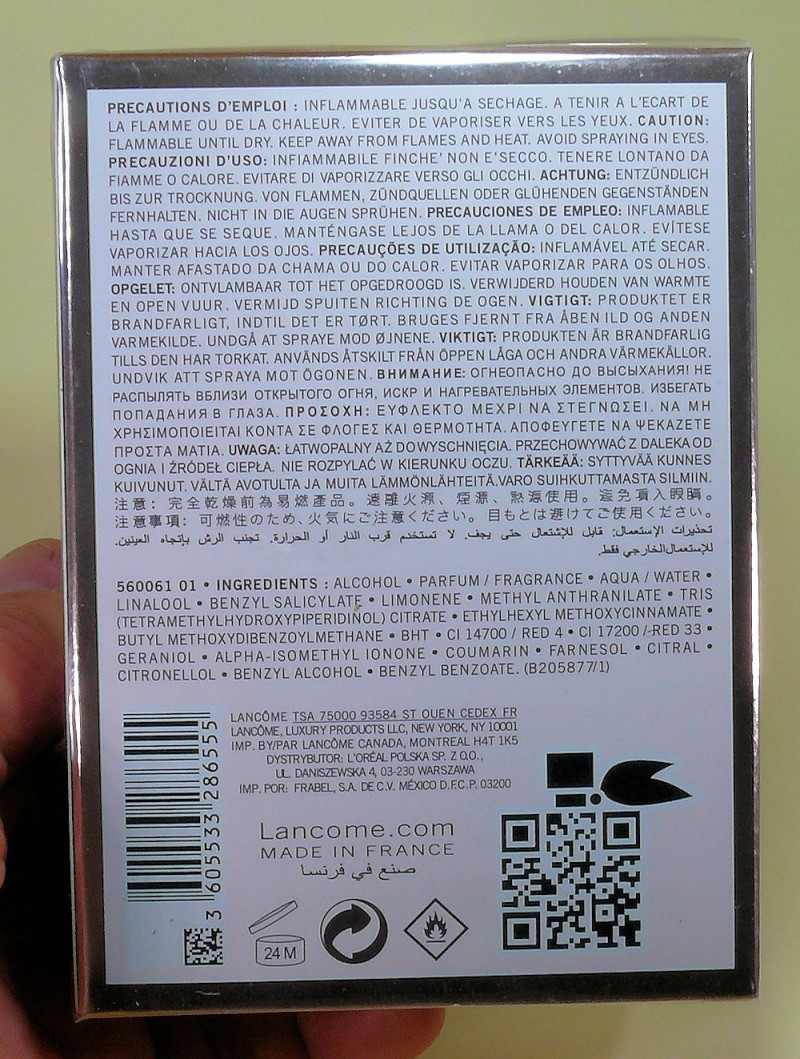 PRECAUTIONS D'EMPLOI : INFLAMMABLE JUSQU'A SECHAGE. A TENIR A L'ECART DE
LA FLAMME OU DE LA CHALEUR. EVITER DE VAPORISER VERS LES YEUX. CAUTION:
FLAMMABLE UNTIL DRY. KEEP AWAY FROM FLAMES AND HEAT. AVOID SPRAYING IN EYES.
PRECAUZIONI D'USO: INFIAMMABILE FINCHE' NON E'SECCO. TENERE LONTANO DA
FIAMME O CALORE. EVITARE DI VAPORIZZARE VERSO GLI OCCHI. ACHTUNG: ENTZÜNDLICH
BIS ZUR TROCKNUNG. VON FLAMMEN, ZÜNDQUELLEN ODER GLÜHENDEN GEGENSTÄNDEN
FERNHALTEN. NICHT IN DIE AUGEN SPRÜHEN. PRECAUCIONES DE EMPLEO: INFLAMABLE
HASTA QUE SE SEQUE. MANTÉNGASE LEJOS DE LA LLAMA O DEL CALOR. EVÍTESE
VAPORIZAR HACIA LOS OJOS. PRECAUÇÕES DE UTILIZAÇÃO: INFLAMÁVEL ATÉ SECAR.
MANTER AFASTADO DA CHAMA OU DO CALOR. EVITAR VAPORIZAR PARA OS OLHOS.
OPGELET: ONTVLAMBAAR TOT HET OPGEDROOGD IS. VERWIJDERD HOUDEN VAN WARMTE
EN OPEN VUUR. VERMIJD SPUITEN RICHTING DE OGEN. VIGTIGT: PRODUKTET ER
BRANDFARLIGT, INDTIL DET ER TØRT. BRUGES FJERNT FRA ÅBEN ILD OG ANDEN
VARMEKILDE. UNDGÅ AT SPRAYE MOD ØJNENE. VIKTIGT: PRODUKTEN ÄR BRANDFARLIG
TILLS DEN HAR TORKAT. ANVÄNDS ÅTSKILT FRÅN ÖPPEN LÅGA OCH ANDRA VÄRMEKÄLLOR.
UNDVIK ATT SPRAYA MOT ÖGONEN. ВНИМАНИЕ: ОГНЕОПАСНО ДО ВЫСЫХАНИЯ! НЕ
РАСПЫЛЯТЬ ВБЛИЗИ ОТКРЫТОГО ОГНЯ, ИСКР И НАГРЕВАТЕЛЬНЫХ ЭЛЕМЕНТОВ. ИЗБЕГАТЬ
ПОПАДАНИЯ В ГЛАЗА. ΠΡΟΣΟΧΗ: ΕΥΦΛΕΚΤΟ ΜΕΧΡΙ ΝΑ ΣΤΕΓΝΩΣΕΙ. ΝΑ ΜΗ
ΧΡΗΣΙΜΟΠΟΙΕΙΤΑΙ ΚΟΝΤΑ ΣΕ ΦΛΟΓΕΣ ΚΑΙ ΘΕΡΜΟΤΗΤΑ. ΑΠΟΦΕΥΓΕΤΕ ΝΑ ΨΕΚΑΖΕΤΕ
ΠΡΟΣΤΑ ΜΑΤΙΑ. UWAGA: ŁATWOPALNY AŻ DO WYSCHNIĘCIA. PRZECHOWYWAĆ Z DALEKA OD
OGNIA I ŹRÓDEŁ CIEPŁA. NIE ROZPYLAĆ W KIERUNKU OCZU. TÄRKEÄÄ: SYTTYVÄÄ KUNNES
KUIVUNUT. VÄLTÄ AVOTULTA JA MUITA LÄMMÖNLÄHTEITÄ.VARO SUIHKUTTAMASTA SILMIIN.
注意：完全乾燥前為易燃產品。遠離火源、煙源、熱源使用。避免噴入眼睛。
注意事項：可燃性のため、火気にご注意ください。目もとは避けてご使用ください。
تحذيرات الإستعمال: قابل للإشتعال حتى يجف. لا تستخدم قرب النار أو الحرارة. تجنب الرش بإتجاه العينين.
للإستعمال الخارجي فقط.
560061 01 • INGREDIENTS : ALCOHOL • PARFUM / FRAGRANCE • AQUA / WATER •
LINALOOL • BENZYL SALICYLATE • LIMONENE • METHYL ANTHRANILATE • TRIS
(TETRAMETHYLHYDROXYPIPERIDINOL) CITRATE • ETHYLHEXYL METHOXYCINNAMATE •
BUTYL METHOXYDIBENZOYLMETHANE • BHT • CI 14700 / RED 4 • CI 17200 / RED 33 •
GERANIOL • ALPHA-ISOMETHYL IONONE • COUMARIN • FARNESOL • CITRAL •
CITRONELLOL • BENZYL ALCOHOL • BENZYL BENZOATE. (B205877/1)
LANCÔME TSA 75000 93584 ST OUEN CEDEX FR
LANCÔME, LUXURY PRODUCTS LLC, NEW YORK, NY 10001
IMP. BY/PAR LANCÔME CANADA, MONTREAL H4T 1K5
DYSTRYBUTOR: L'ORÉAL POLSKA SP. Z O.O.,
UL. DANISZEWSKA 4, 03-230 WARSZAWA
IMP. POR: FRABEL, S.A. DE C.V. MÉXICO D.F.C.P. 03200
3 605533 286555
Lancome.com
MADE IN FRANCE
صنع في فرنسا
24 M